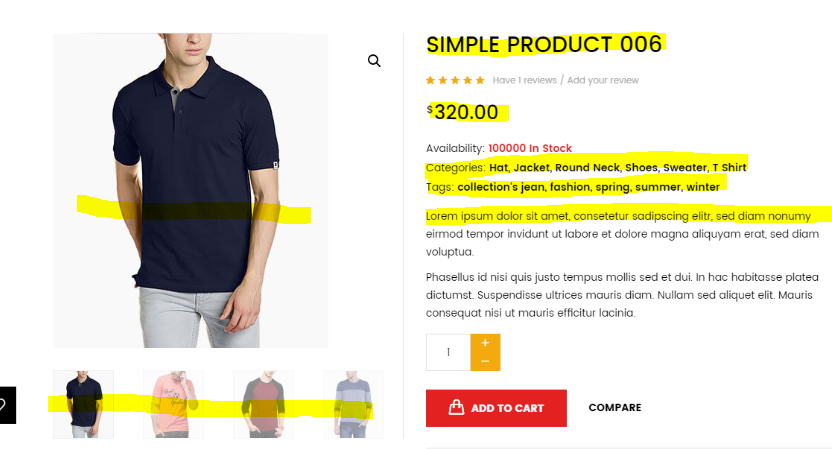 SIMPLE PRODUCT 006
Have 1 reviews / Add your review
$320.00
Availability: 100000 In Stock
Categories: Hat, Jacket, Round Neck, Shoes, Sweater, T Shirt
Tags: collection's jean, fashion, spring, summer, winter
Lorem ipsum dolor sit amet, consetetur sadipscing elitr, sed diam nonumy
eirmod tempor invidunt ut labore et dolore magna aliquyam erat, sed diam
voluptua.
Phasellus id nisi quis justo tempus mollis sed et dui. In hac habitasse platea
dictumst. Suspendisse ultrices mauris diam. Nullam sed aliquet elit. Mauris
consequat nisi ut mauris efficitur lacinia.
1
+
−
ADD TO CART
COMPARE